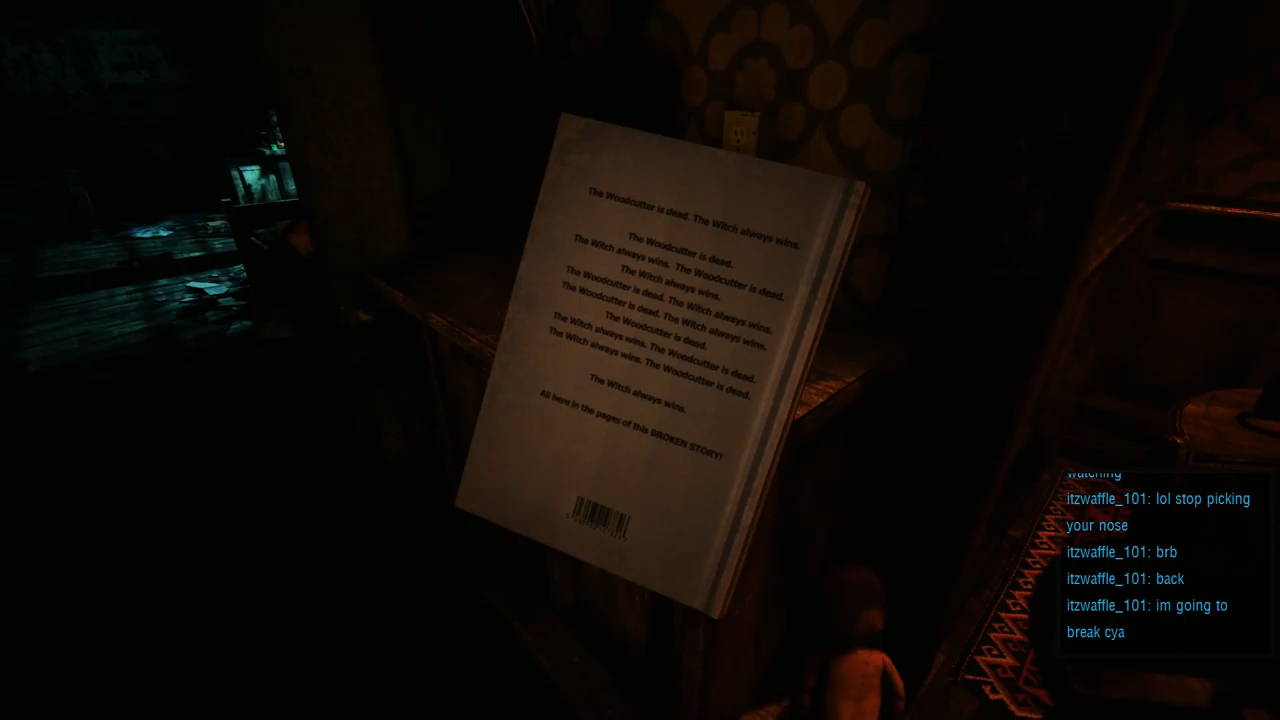 The Woodcutter is dead. The Witch always wins.
The Woodcutter is dead.
The Witch always wins. The Woodcutter is dead.
The Witch always wins.
The Woodcutter is dead. The Witch always wins.
The Woodcutter is dead. The Witch always wins.
The Woodcutter is dead.
The Witch always wins. The Woodcutter is dead.
The Witch always wins. The Woodcutter is dead.
The Witch always wins.
All here in the pages of this BROKEN STORY!
watching
itzwaffle_101: lol stop picking
your nose
itzwaffle_101: brb
itzwaffle_101: back
itzwaffle_101: im going to
break cya